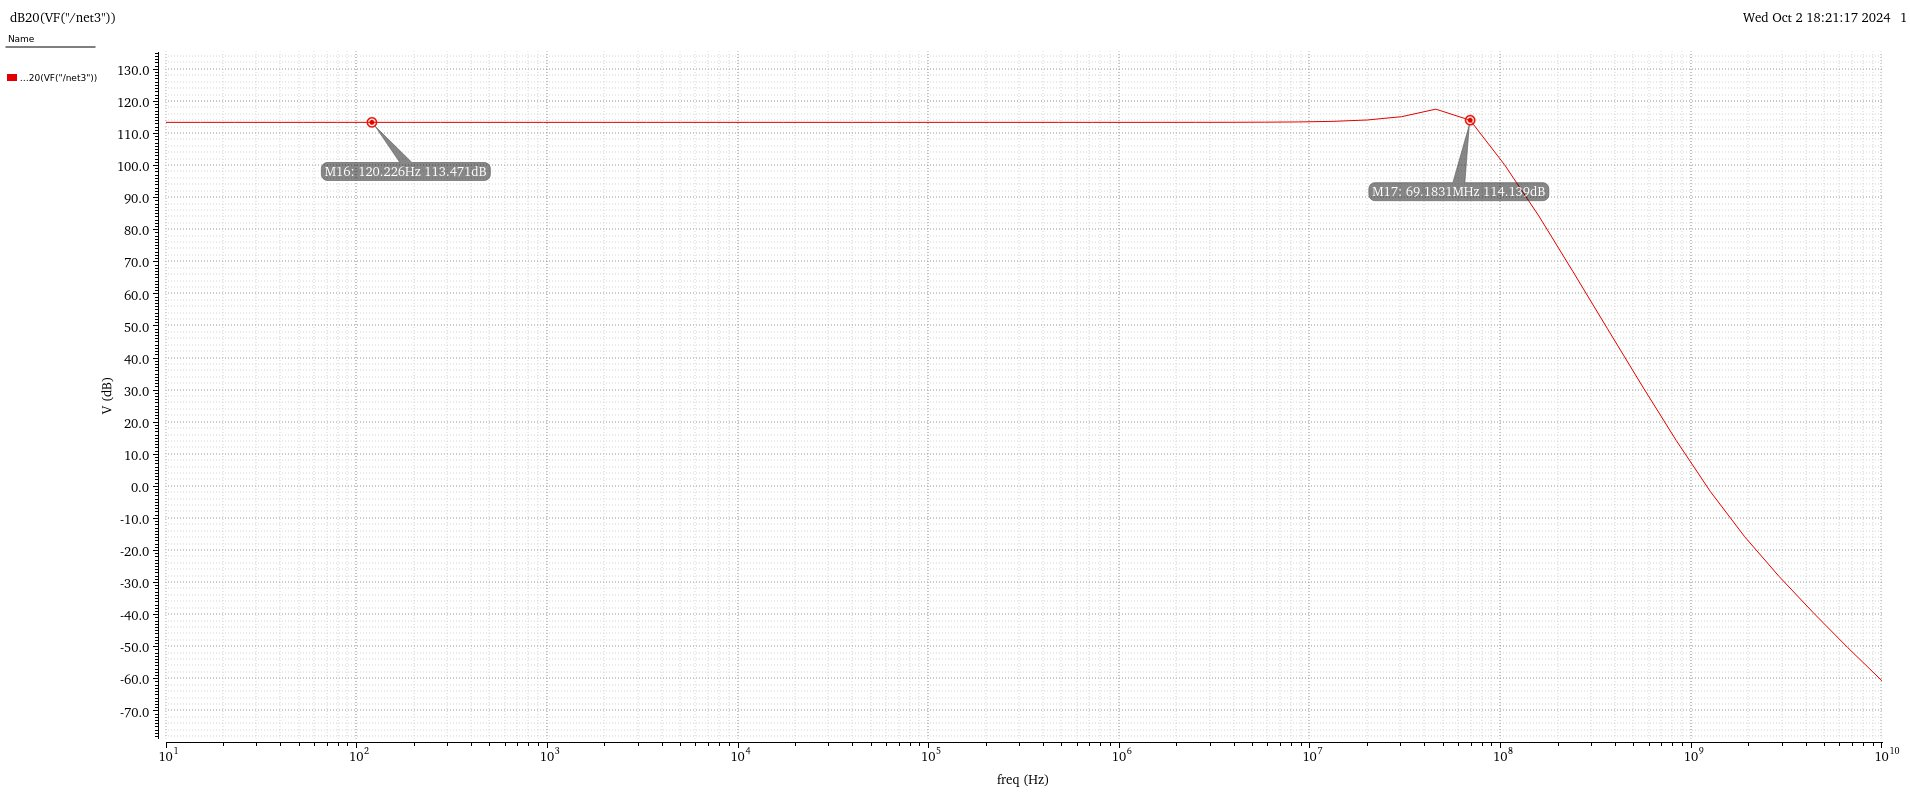 dB20(VF("/net3"))
Wed Oct 2 18:21:17 2024 1
Name
...20(VF("/net3"))
130.0
120.0
110.0
100.0
90.0
80.0
70.0
60.0
50.0
40.0
30.0
20.0
10.0
0.0
-10.0
-20.0
-30.0
-40.0
-50.0
-60.0
-70.0
V (dB)
M16: 120.226Hz 113.471dB
M17: 69.1831MHz 114.139dB
10^1 10^2 10^3 10^4 10^5 10^6 10^7 10^8 10^9 10^10
freq (Hz)